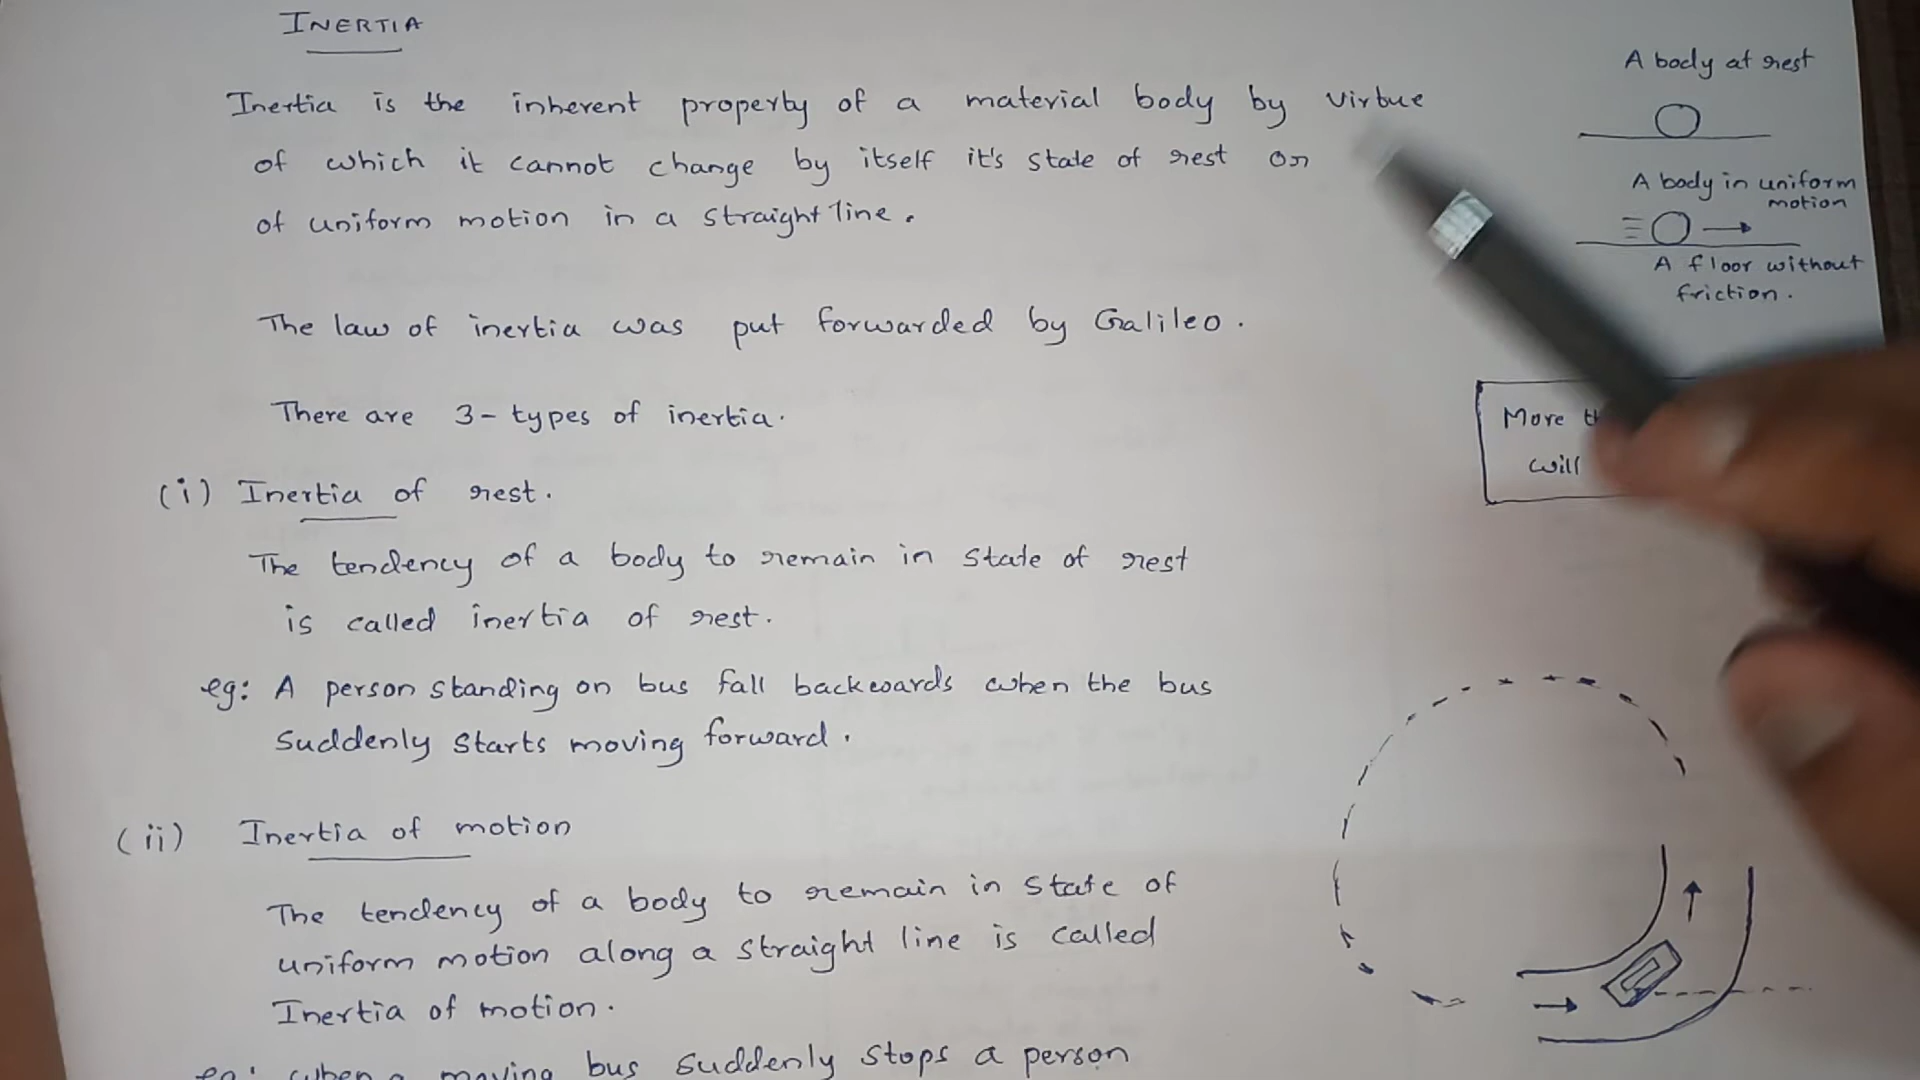 INERTIA
Inertia is the inherent property of a material body by virtue
of which it cannot change by itself it's state of rest or
of uniform motion in a straight line.
The law of inertia was put forwarded by Galileo.
There are 3-types of inertia.
(i) Inertia of rest.
The tendency of a body to remain in state of rest
is called inertia of rest.
eg: A person standing on bus fall backwards when the bus
suddenly starts moving forward.
(ii) Inertia of motion
The tendency of a body to remain in state of
uniform motion along a straight line is called
Inertia of motion.
eg: when a moving bus suddenly stops a person
A body at rest
A body in uniform
motion
A floor without
friction.
More
will